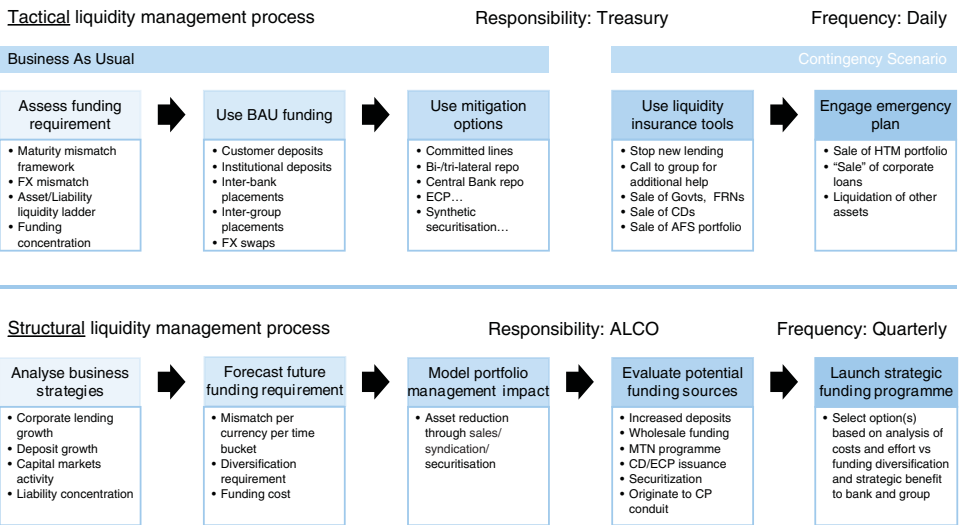 Tactical liquidity management process
Responsibility: Treasury
Frequency: Daily
Business As Usual
Contingency Scenario
Assess funding
requirement
• Maturity mismatch
framework
• FX mismatch
• Asset/Liability
liquidity ladder
• Funding
concentration
Use BAU funding
• Customer deposits
• Institutional deposits
• Inter-bank
placements
• Inter-group
placements
• FX swaps
Use mitigation
options
• Committed lines
• Bi-/tri-lateral repo
• Central Bank repo
• ECP…
• Synthetic
securitisation…
Use liquidity
insurance tools
• Stop new lending
• Call to group for
additional help
• Sale of Govts, FRNs
• Sale of CDs
• Sale of AFS portfolio
Engage emergency
plan
• Sale of HTM portfolio
• “Sale” of corporate
loans
• Liquidation of other
assets
Structural liquidity management process
Responsibility: ALCO
Frequency: Quarterly
Analyse business
strategies
• Corporate lending
growth
• Deposit growth
• Capital markets
activity
• Liability concentration
Forecast future
funding requirement
• Mismatch per
currency per time
bucket
• Diversification
requirement
• Funding cost
Model portfolio
management impact
• Asset reduction
through sales/
syndication/
securitisation
Evaluate potential
funding sources
• Increased deposits
• Wholesale funding
• MTN programme
• CD/ECP issuance
• Securitization
• Originate to CP
conduit
Launch strategic
funding programme
• Select option(s)
based on analysis of
costs and effort vs
funding diversification
and strategic benefit
to bank and group